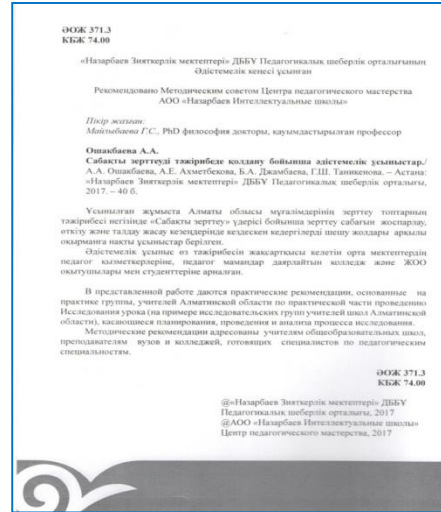 ӘОЖ 371.3
КБЖ 74.00
«Назарбаев Зияткерлік мектептері» ДББҰ Педагогикалық шеберлік орталығының
Әдістемелік кеңесі ұсынған
Рекомендовано Методическим советом Центра педагогического мастерства
АОО «Назарбаев Интеллектуальные школы»
Пікір жазған:
Майлыбаева Г.С., PhD философия докторы, қауымдастырылған профессор
Ошакбаева А.А.
Сабақты зерттеуді тәжірибеде қолдану бойынша әдістемелік ұсыныстар./
А.А. Ошакбаева, А.Е. Ахметбекова, Б.А. Джамбаева, Г.Ш. Таникенова. – Астана:
«Назарбаев Зияткерлік мектептері» ДББҰ Педагогикалық шеберлік орталығы,
2017. – 40 б.
Ұсынылған жұмыста Алматы облысы мұғалімдерінің зерттеу топтарының
тәжірибесі негізінде «Сабақты зерттеу» үдерісі бойынша зерттеу сабағын жоспарлау,
өткізу және талдау жасау кезеңдерінде кездескен кедергілерді шешу жолдары арқылы
оқырманға нақты ұсыныстар берілген.
Әдістемелік ұсыныс өз тәжірибесін жақсартқысы келетін орта мектептердің
педагог қызметкерлеріне, педагог мамандар даярлайтын колледж және ЖОО
оқытушылары мен студенттеріне арналған.
В представленной работе даются практические рекомендации, основанные на
практике группы, учителей Алматинской области по практической части проведению
Исследования урока (на примере исследовательских групп учителей школ Алматинской
области), касающиеся планирования, проведения и анализа процесса исследования.
Методические рекомендации адресованы учителям общеобразовательных школ,
преподавателям вузов и колледжей, готовящих специалистов по педагогическим
специальностям.
ӘОЖ 371.3
КБЖ 74.00
@«Назарбаев Зияткерлік мектептері» ДББҰ
Педагогикалық шеберлік орталығы, 2017
@АОО «Назарбаев Интеллектуальные школы»
Центр педагогического мастерства, 2017